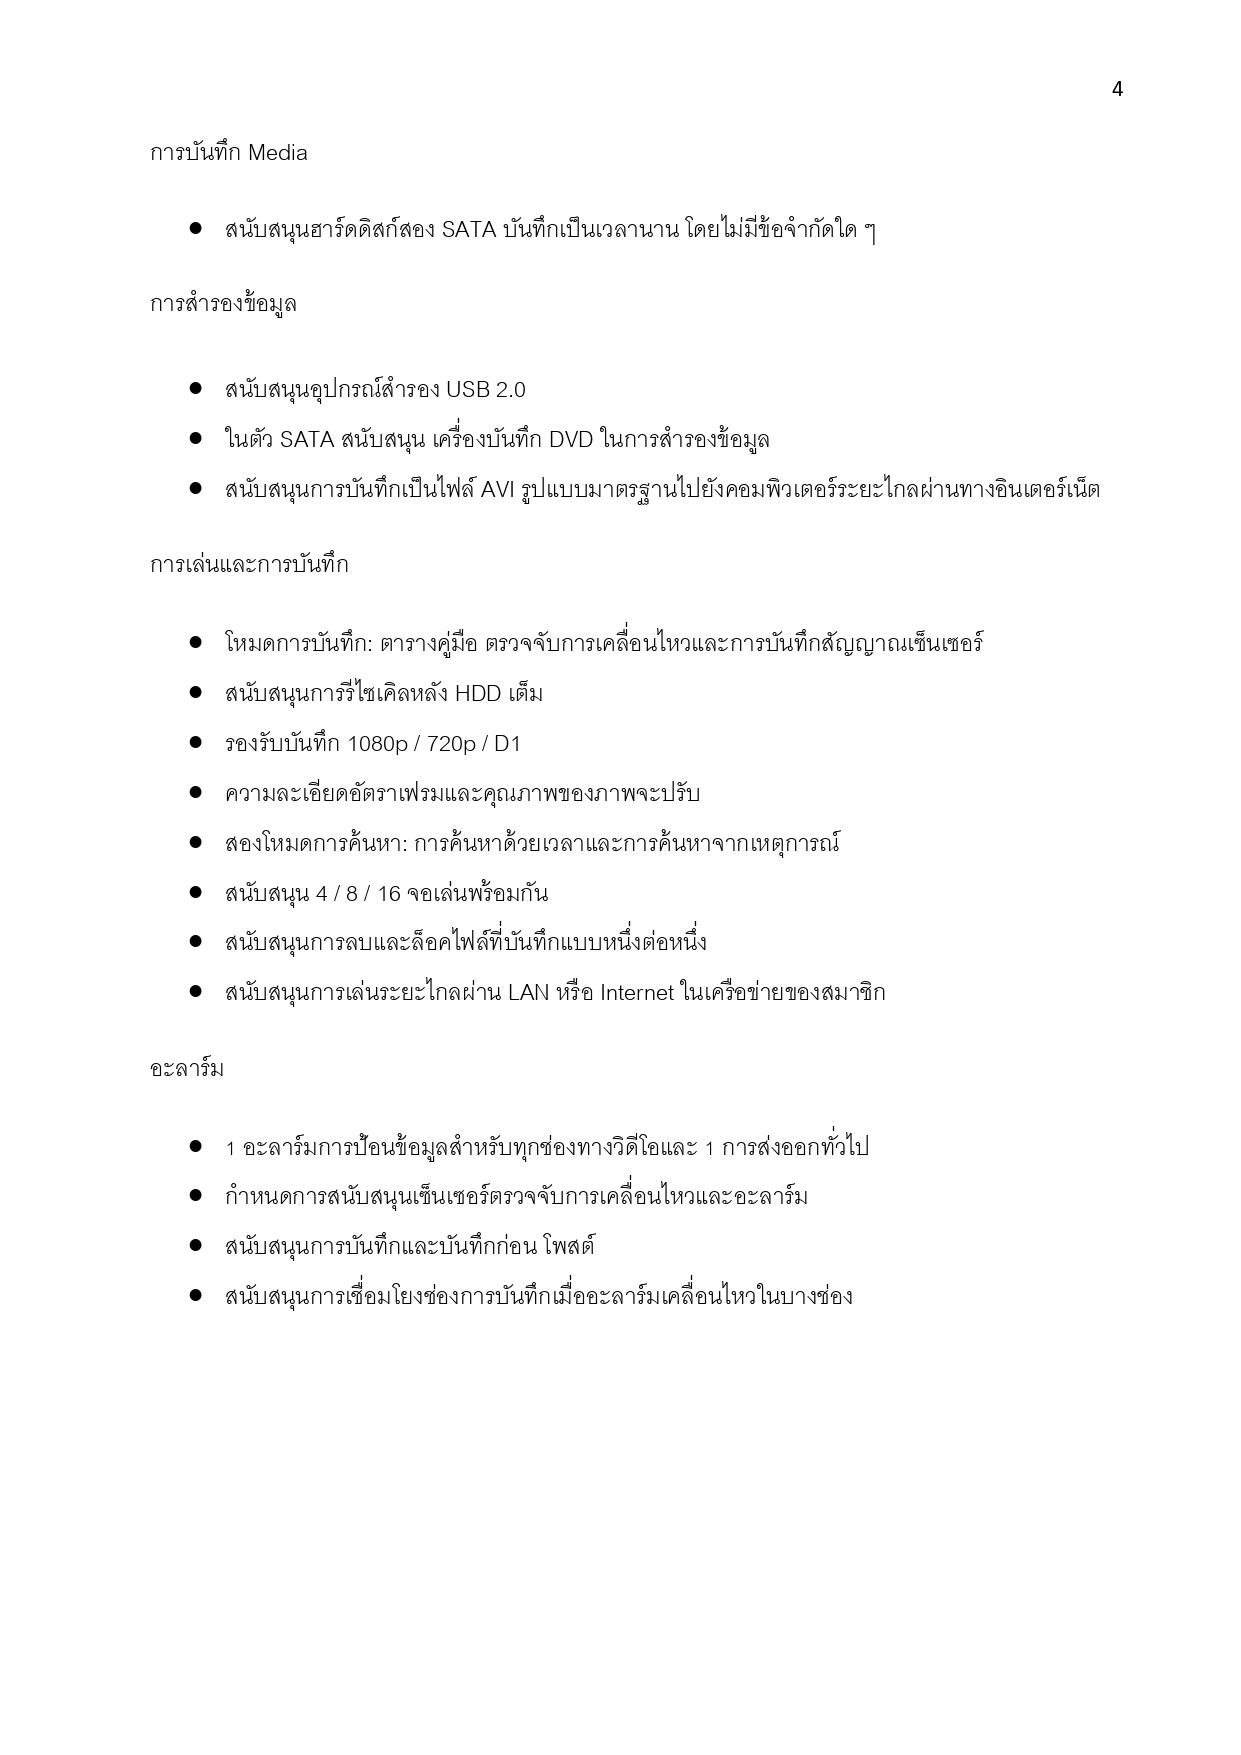 4
การบันทึก Media
● สนับสนุนฮาร์ดดิสก์สอง SATA บันทึกเป็นเวลานาน โดยไม่มีข้อจำกัดใด ๆ
การสำรองข้อมูล
● สนับสนุนอุปกรณ์สำรอง USB 2.0
● ในตัว SATA สนับสนุน เครื่องบันทึก DVD ในการสำรองข้อมูล
● สนับสนุนการบันทึกเป็นไฟล์ AVI รูปแบบมาตรฐานไปยังคอมพิวเตอร์ระยะไกลผ่านทางอินเตอร์เน็ต
การเล่นและการบันทึก
● โหมดการบันทึก: ตารางคู่มือ ตรวจจับการเคลื่อนไหวและการบันทึกสัญญาณเซ็นเซอร์
● สนับสนุนการรีไซเคิลหลัง HDD เต็ม
● รองรับบันทึก 1080p / 720p / D1
● ความละเอียดอัตราเฟรมและคุณภาพของภาพจะปรับ
● สองโหมดการค้นหา: การค้นหาด้วยเวลาและการค้นหาจากเหตุการณ์
● สนับสนุน 4 / 8 / 16 จอเล่นพร้อมกัน
● สนับสนุนการลบและล็อคไฟล์ที่บันทึกแบบหนึ่งต่อหนึ่ง
● สนับสนุนการเล่นระยะไกลผ่าน LAN หรือ Internet ในเครือข่ายของสมาชิก
อะลาร์ม
● 1 อะลาร์มการป้อนข้อมูลสำหรับทุกช่องทางวิดีโอและ 1 การส่งออกทั่วไป
● กำหนดการสนับสนุนเซ็นเซอร์ตรวจจับการเคลื่อนไหวและอะลาร์ม
● สนับสนุนการบันทึกและบันทึกก่อน โพสต์
● สนับสนุนการเชื่อมโยงช่องการบันทึกเมื่ออะลาร์มเคลื่อนไหวในบางช่อง